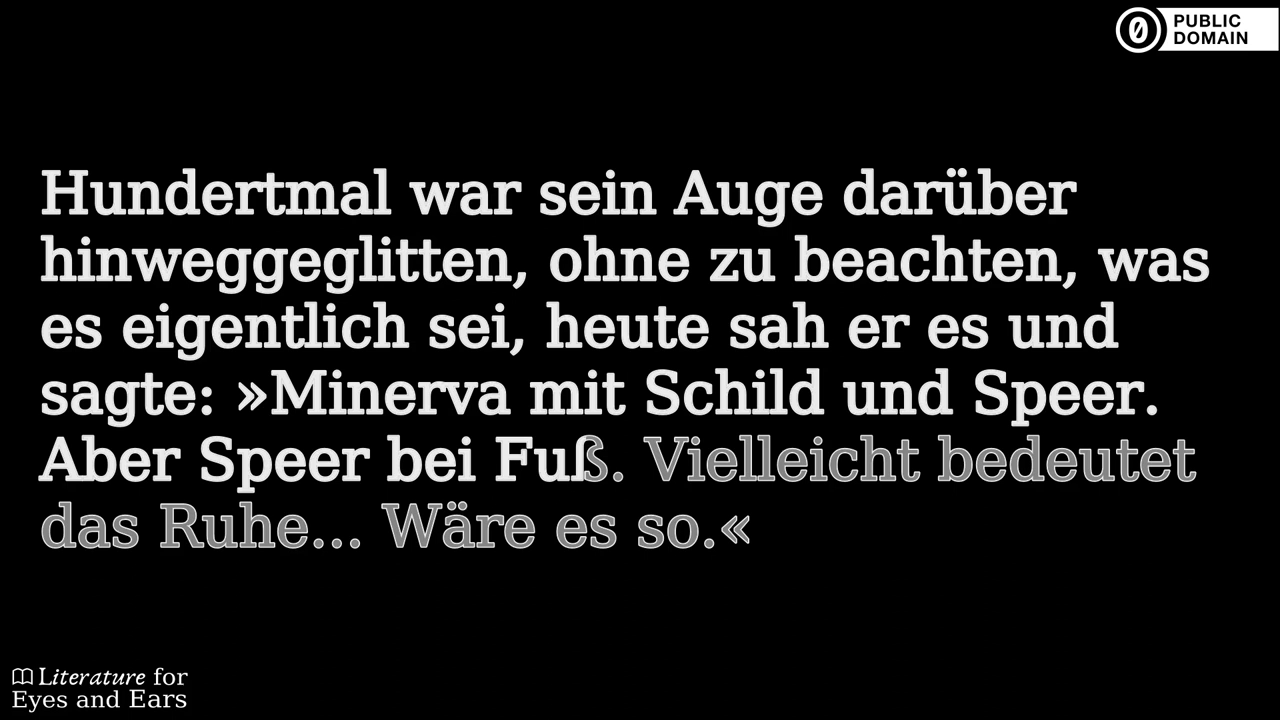 PUBLIC
DOMAIN
Hundertmal war sein Auge darüber
hinweggeglitten, ohne zu beachten, was
es eigentlich sei, heute sah er es und
sagte: »Minerva mit Schild und Speer.
Aber Speer bei Fuß. Vielleicht bedeutet
das Ruhe... Wäre es so.«
Literature for
Eyes and Ears